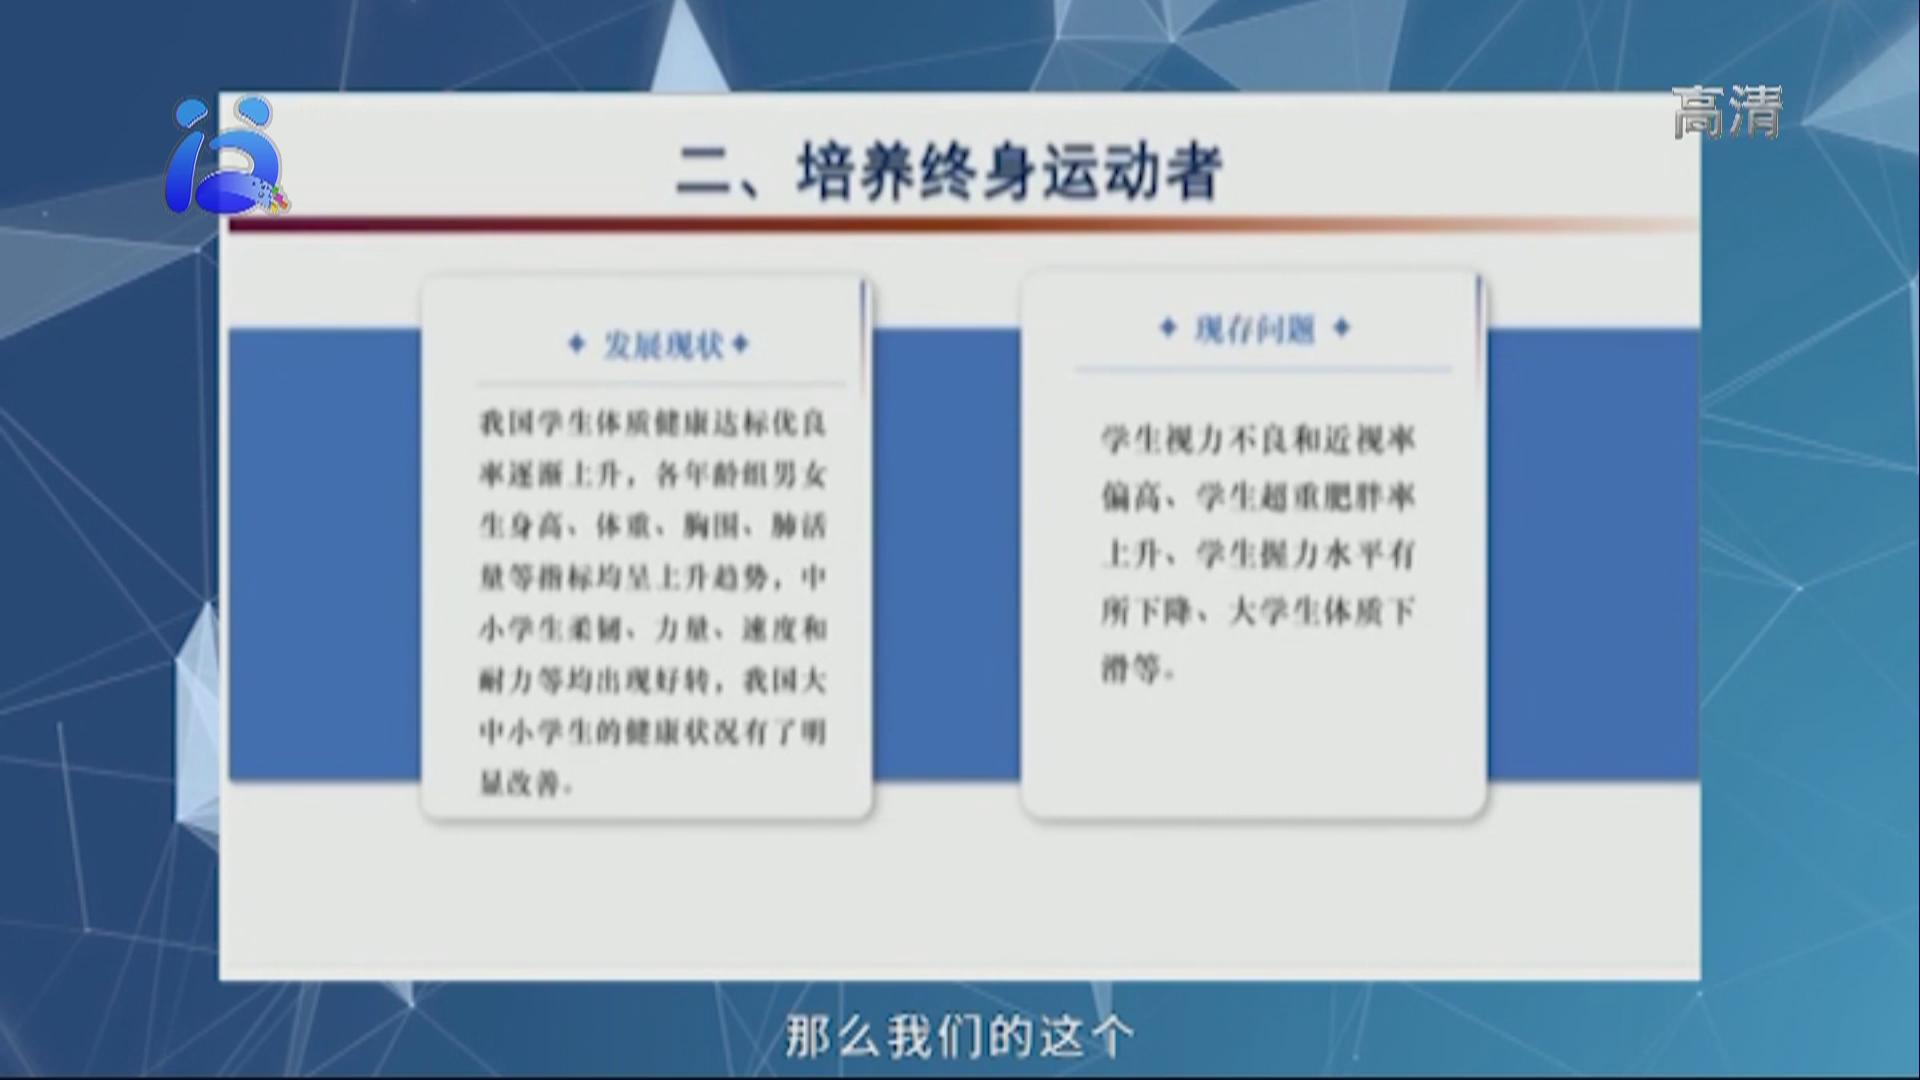 高清
二、培养终身运动者
发展现状
我国学生体质健康达标优良
率逐渐上升，各年龄组男女
生身高、体重、胸围、肺活
量等指标均呈上升趋势，中
小学生柔韧、力量、速度和
耐力等均出现好转，我国大
中小学生的健康状况有了明
显改善。
现存问题
学生视力不良和近视率
偏高、学生超重肥胖率
上升、学生握力水平有
所下降、大学生体质下
滑等。
那么我们的这个